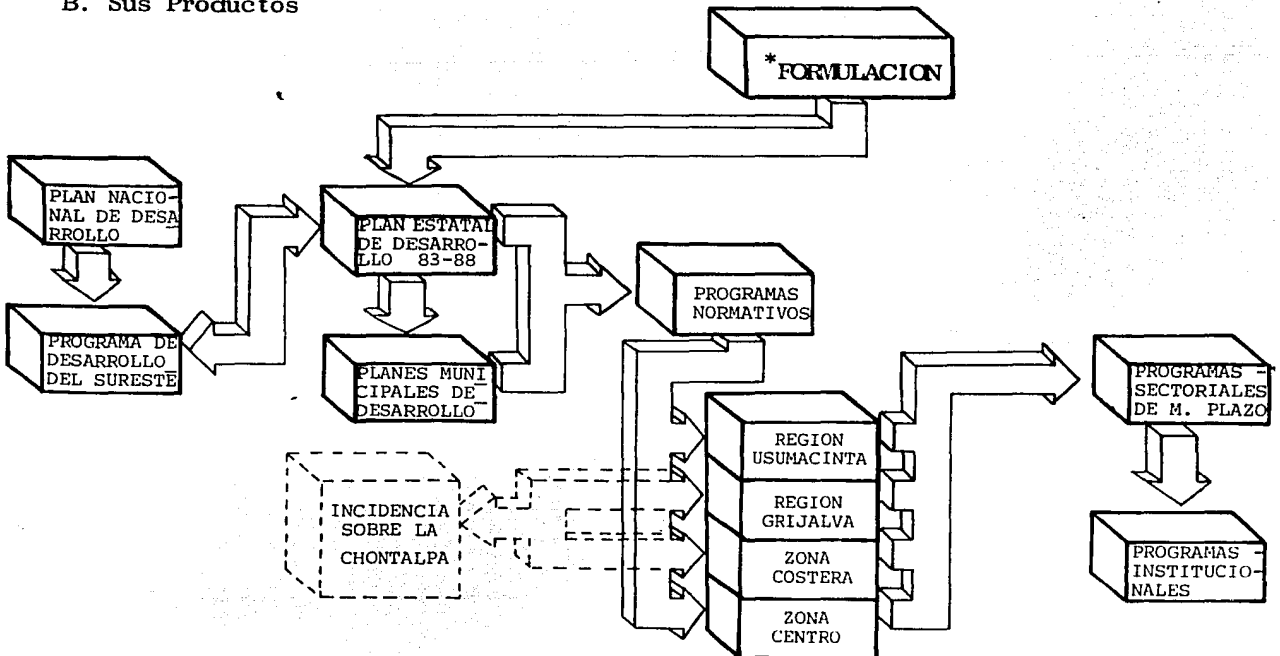 B. Sus Productos
*FORMULACION
PLAN NACIO-
NAL DE DESA
RROLLO
PLAN ESTATAL
DE DESARRO-
LLO 83-88
PROGRAMAS
NORMATIVOS
PROGRAMA DE
DESARROLLO
DEL SURESTE
PLANES MUNI
CIPALES DE
DESARROLLO
PROGRAMAS -
SECTORIALES
DE M. PLAZO
REGION
USUMACINTA
REGION
GRIJALVA
ZONA
COSTERA
ZONA
CENTRO
INCIDENCIA
SOBRE LA
CHONTALPA
PROGRAMAS -
INSTITUCIO-
NALES